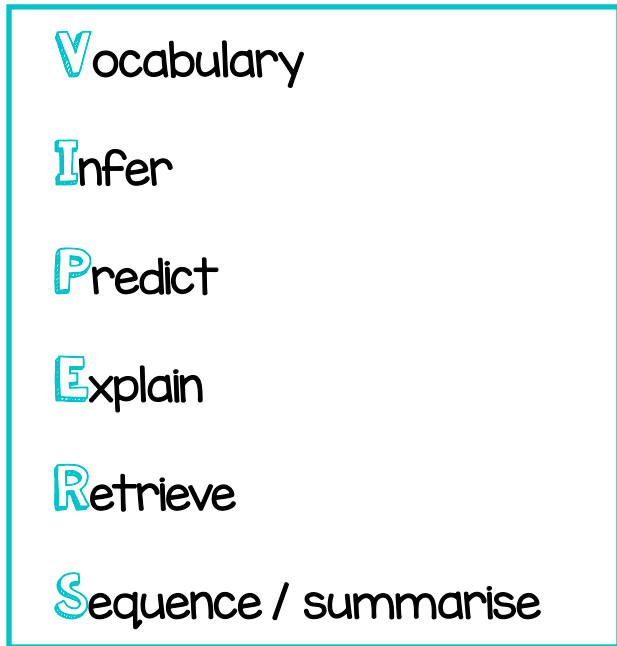 Vocabulary
Infer
Predict
Explain
Retrieve
Sequence / summarise